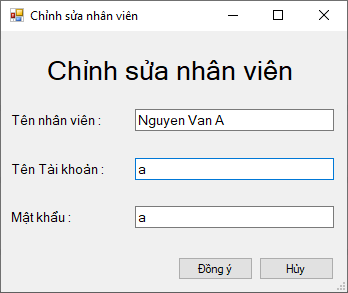 Chỉnh sửa nhân viên
Chỉnh sửa nhân viên
Tên nhân viên : Nguyen Van A
Tên Tài khoản : a
Mật khẩu : a
Đồng ý Hủy